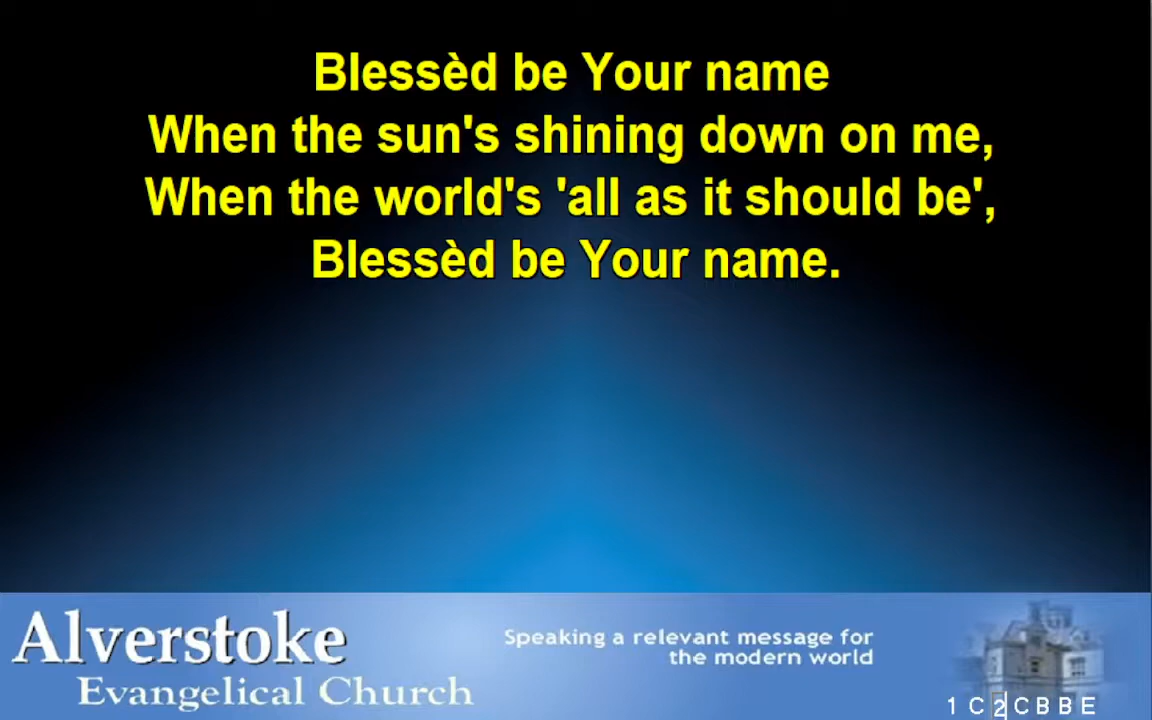 Blessèd be Your name
When the sun's shining down on me,
When the world's 'all as it should be',
Blessèd be Your name.
Alverstoke
Evangelical Church
Speaking a relevant message for
the modern world
1 C 2 C B B E